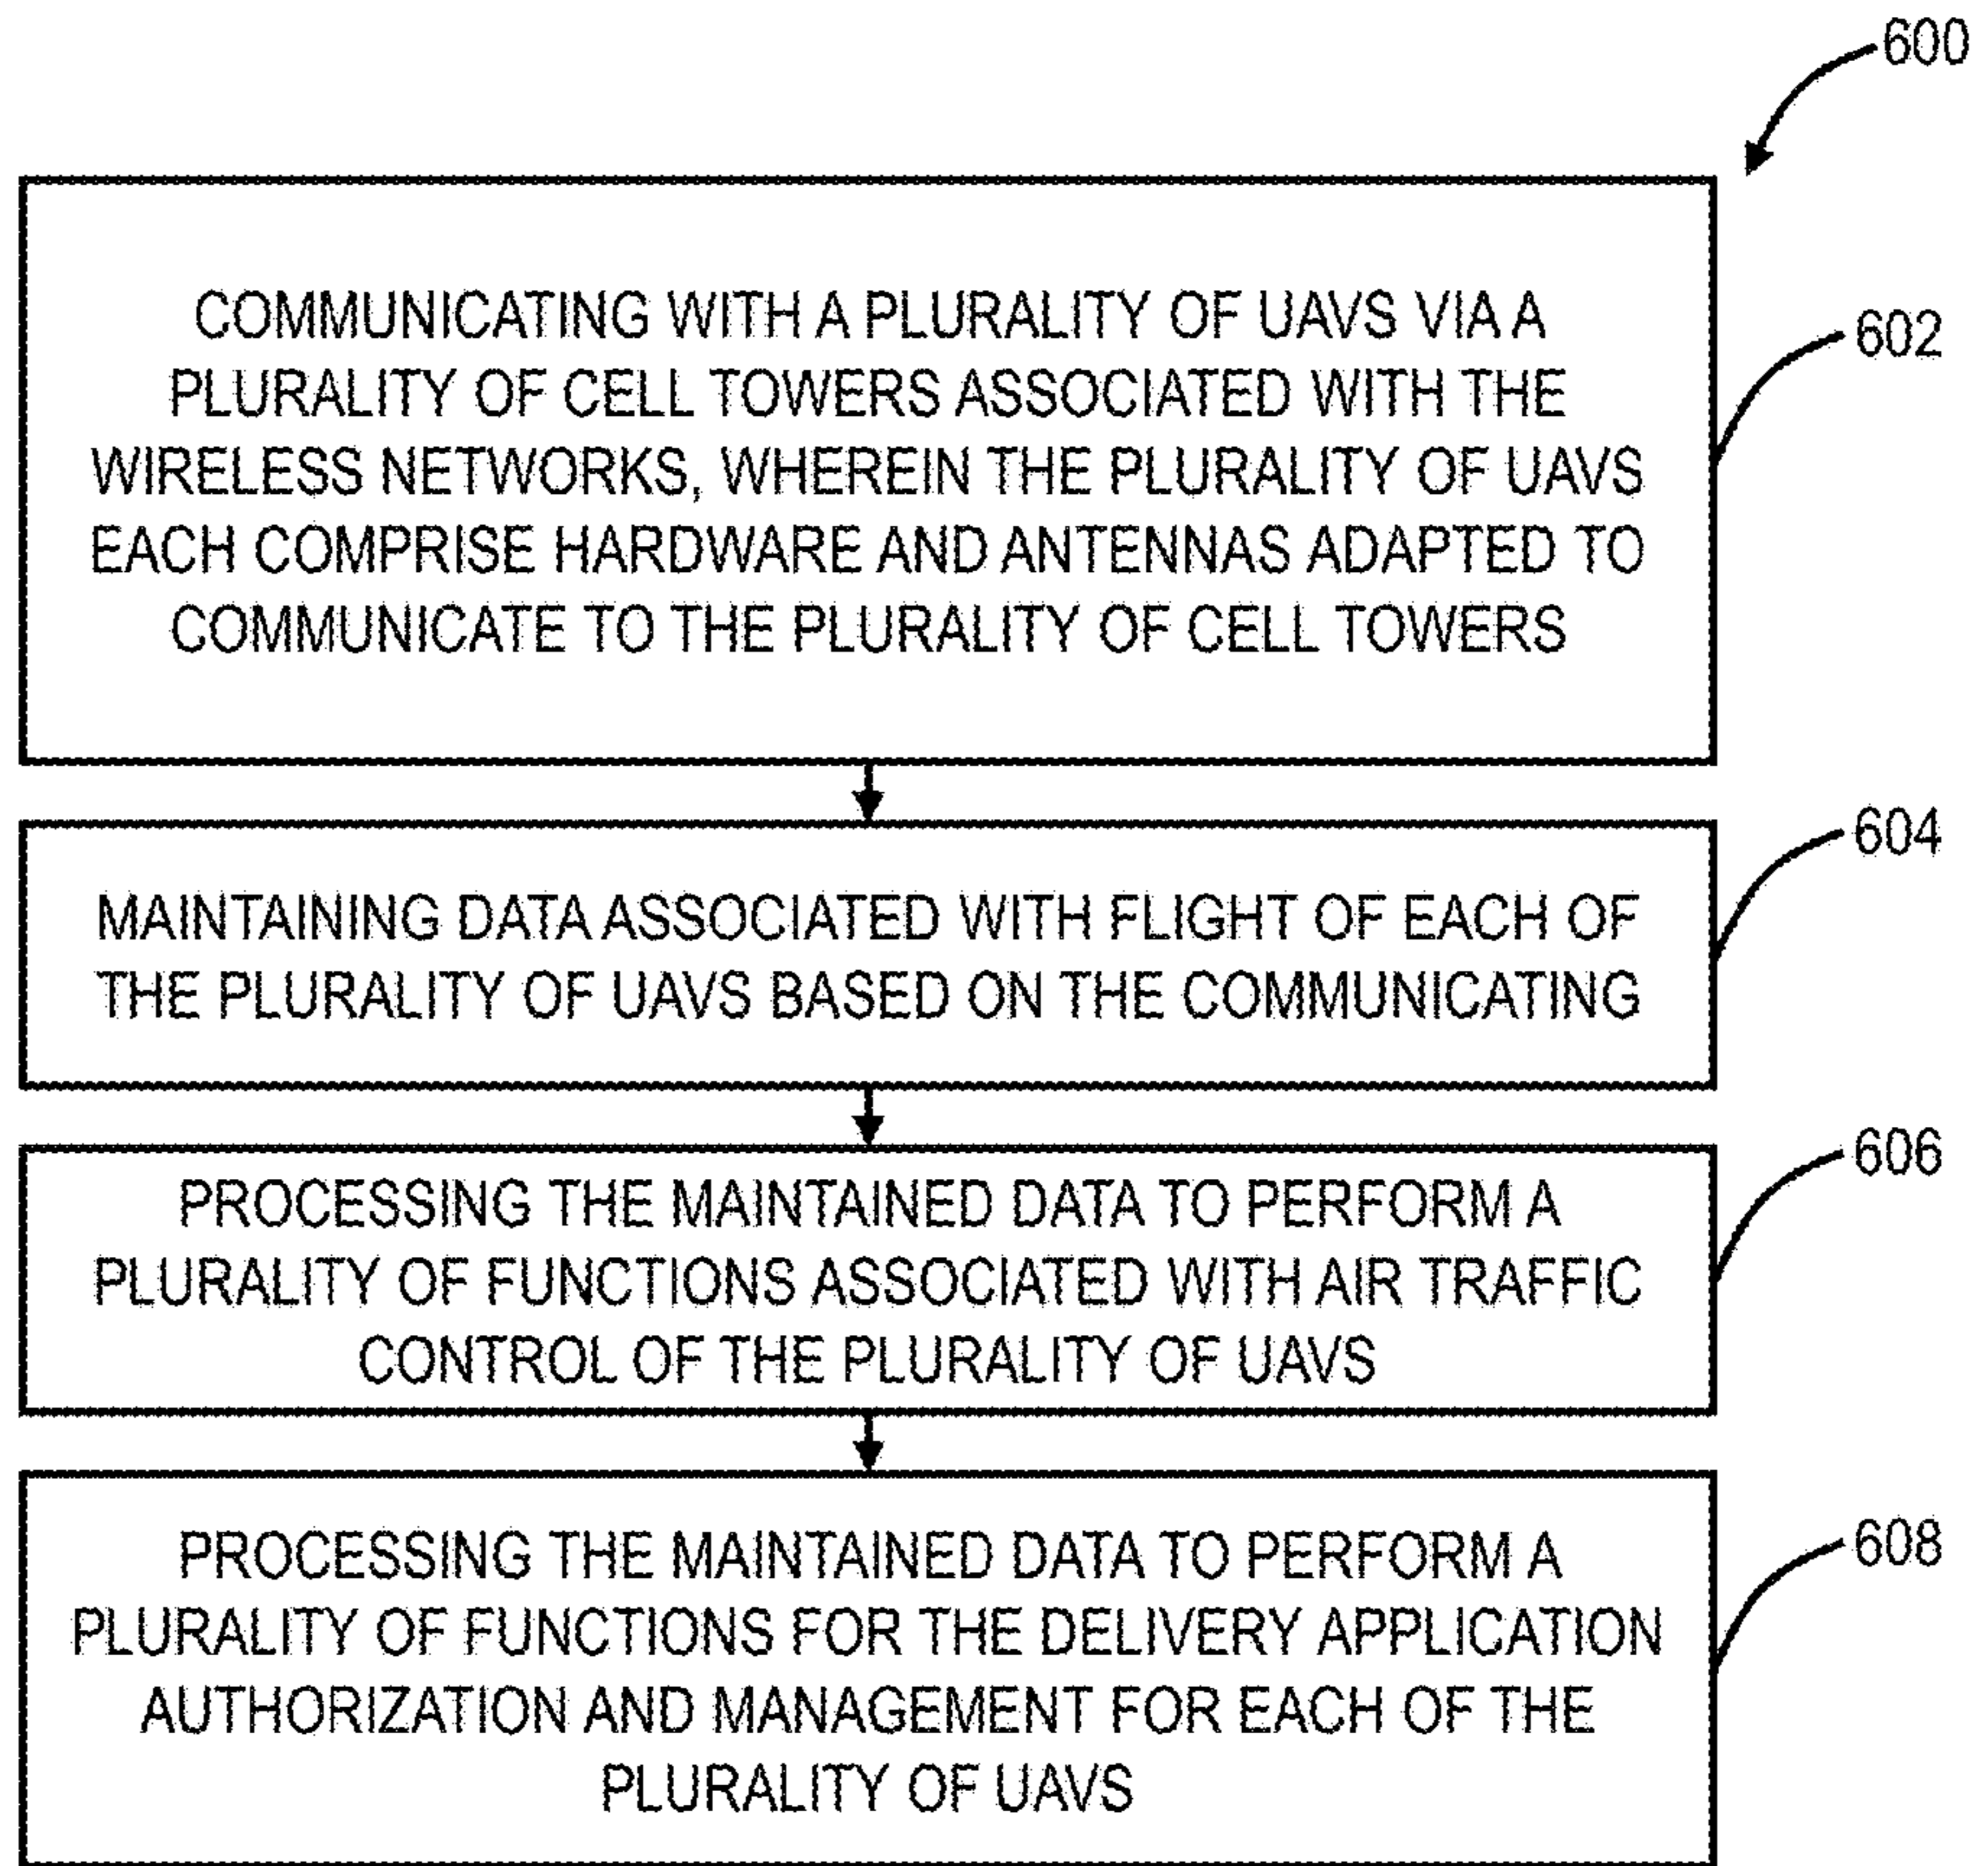 600
COMMUNICATING WITH A PLURALITY OF UAVS VIA A
PLURALITY OF CELL TOWERS ASSOCIATED WITH THE
WIRELESS NETWORKS, WHEREIN THE PLURALITY OF UAVS
EACH COMPRISE HARDWARE AND ANTENNAS ADAPTED TO
COMMUNICATE TO THE PLURALITY OF CELL TOWERS
602
MAINTAINING DATA ASSOCIATED WITH FLIGHT OF EACH OF
THE PLURALITY OF UAVS BASED ON THE COMMUNICATING
604
PROCESSING THE MAINTAINED DATA TO PERFORM A
PLURALITY OF FUNCTIONS ASSOCIATED WITH AIR TRAFFIC
CONTROL OF THE PLURALITY OF UAVS
606
PROCESSING THE MAINTAINED DATA TO PERFORM A
PLURALITY OF FUNCTIONS FOR THE DELIVERY APPLICATION
AUTHORIZATION AND MANAGEMENT FOR EACH OF THE
PLURALITY OF UAVS
608